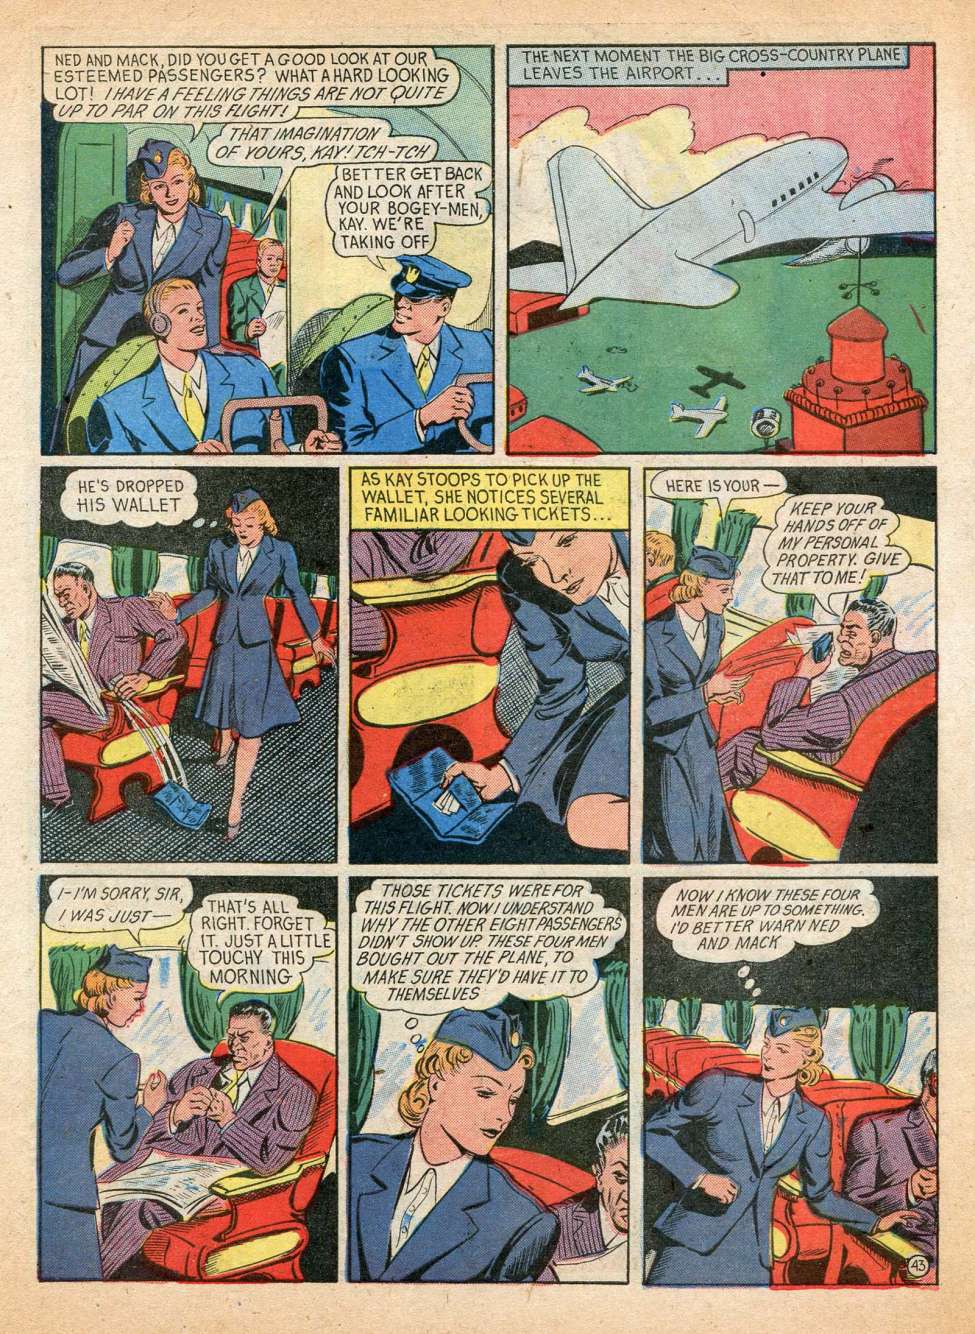 NED AND MACK, DID YOU GET A GOOD LOOK AT OUR
ESTEEMED PASSENGERS? WHAT A HARD LOOKING
LOT! I HAVE A FEELING THINGS ARE NOT QUITE
UP TO PAR ON THIS FLIGHT!
THAT IMAGINATION
OF YOURS, KAY! TCH-TCH
BETTER GET BACK
AND LOOK AFTER
YOUR BOGEY-MEN,
KAY. WE'RE
TAKING OFF
THE NEXT MOMENT THE BIG CROSS-COUNTRY PLANE
LEAVES THE AIRPORT...
HE'S DROPPED
HIS WALLET
AS KAY STOOPS TO PICK UP THE
WALLET, SHE NOTICES SEVERAL
FAMILIAR LOOKING TICKETS...
HERE IS YOUR—
KEEP YOUR
HANDS OFF OF
MY PERSONAL
PROPERTY. GIVE
THAT TO ME!
I-I'M SORRY, SIR,
I WAS JUST—
THAT'S ALL
RIGHT. FORGET
IT. JUST A LITTLE
TOUCHY THIS
MORNING
THOSE TICKETS WERE FOR
THIS FLIGHT. NOW I UNDERSTAND
WHY THE OTHER EIGHT PASSENGERS
DIDN'T SHOW UP. THESE FOUR MEN
BOUGHT OUT THE PLANE, TO
MAKE SURE THEY'D HAVE IT TO
THEMSELVES
NOW I KNOW THESE FOUR
MEN ARE UP TO SOMETHING.
I'D BETTER WARN NED
AND MACK
43